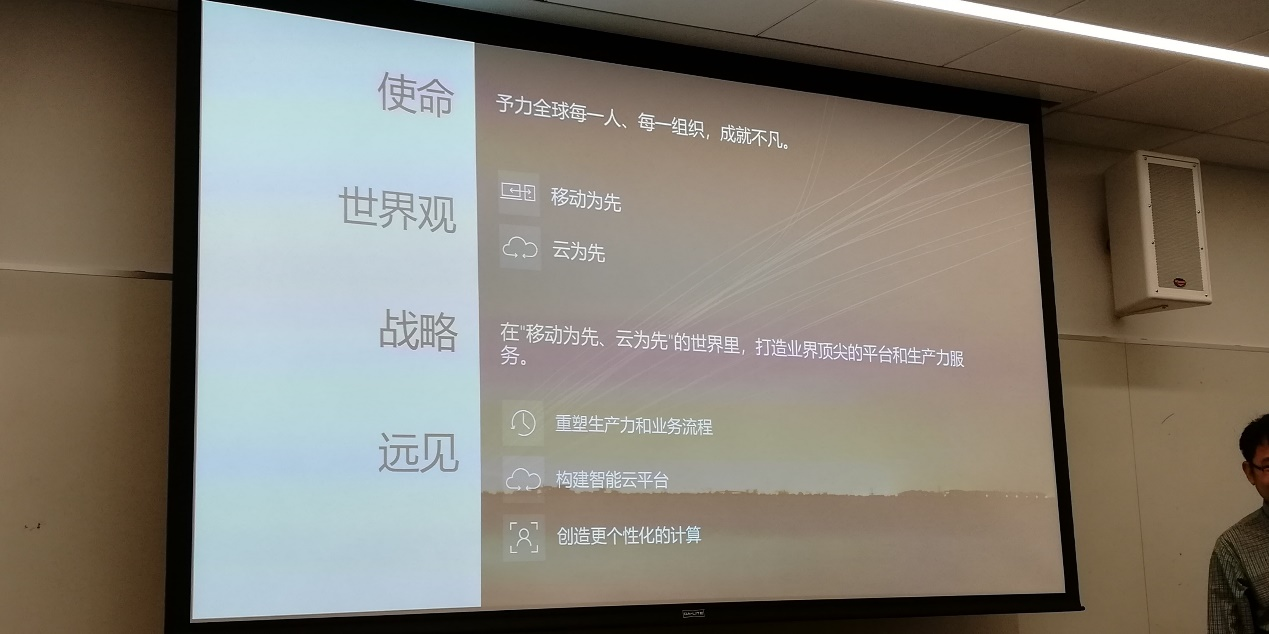 使命
予力全球每一人、每一组织，成就不凡。
世界观
移动为先
云为先
战略
在"移动为先、云为先"的世界里，打造业界顶尖的平台和生产力服
务。
远见
重塑生产力和业务流程
构建智能云平台
创造更个性化的计算
DA-LITE